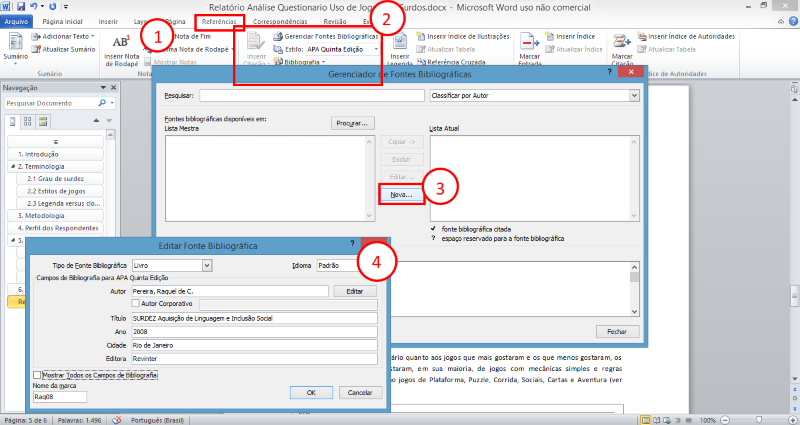 Relatório Análise Questionario Uso de Jog urdos.docx - Microsoft Word uso não comercial
Arquivo Página Inicial Inserir Layout Página Referências Correspondências Revisão
1
2
Sumário
Adicionar Texto
Atualizar Sumário
Sumário
AB¹
Inserir Nota de Rodapé
Nota de Fim
ma Nota de Rodapé
Mostrar Notas
Inserir Citação
Gerenciar Fontes Bibliográficas
Estilo: APA Quinta Edição
Bibliografia
Inserir Legenda
Inserir Índice de Ilustrações
Atualizar Tabela
Referência Cruzada
Marcar Entrada
Inserir Índice
Atualizar Índice
Marcar Citação
Inserir Índice de Autoridades
Atualizar Tabela
Índice de Autoridades
Navegação
Pesquisar Documento
1. Introdução
2. Terminologia
2.1 Grau de surdez
2.2 Estilos de jogos
2.3 Legenda versus clo...
3. Metodologia
4. Perfil dos Respondentes
5.
6.
Re
Gerenciador de Fontes Bibliográficas
?
Pesquisar:
Classificar por Autor
Fontes bibliográficas disponíveis em:
Lista Mestra
Procurar...
Lista Atual
Copiar ->
Excluir
Editar...
Nova...
3
✓ fonte bibliográfica citada
? espaço reservado para a fonte bibliográfica
Fechar
Editar Fonte Bibliográfica
?
4
Tipo de Fonte Bibliográfica Livro
Idioma Padrão
Campos de Bibliografia para APA Quinta Edição
Autor Pereira, Raquel de C. Editar
Autor Corporativo
Título SURDEZ Aquisição de Linguagem e Inclusão Social
Ano 2008
Cidade Rio de Janeiro
Editora Revinter
Mostrar Todos os Campos de Bibliografia
Nome da marca
Raq08
OK Cancelar
ário quanto aos jogos que mais gostaram e os que menos gostaram, os
staram, em sua maioria, de jogos com mecânicas simples e regras
o jogos de Plataforma, Puzzle, Corrida, Sociais, Cartas e Aventura (ver
Página: 5 de 6 Palavras: 1.496 Português (Brasil) 100%